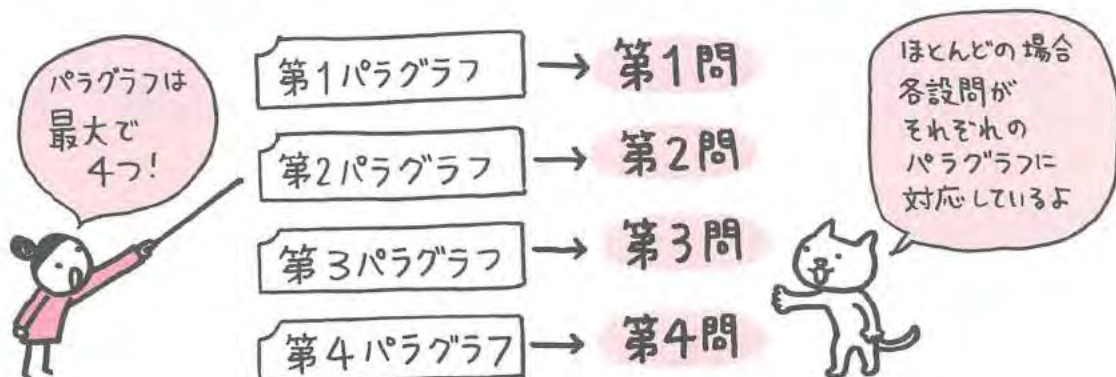 パラグラフは
最大で
4つ!
第1パラグラフ → 第1問
第2パラグラフ → 第2問
第3パラグラフ → 第3問
第4パラグラフ → 第4問
ほとんどの場合
各設問が
それぞれの
パラグラフに
対応しているよ